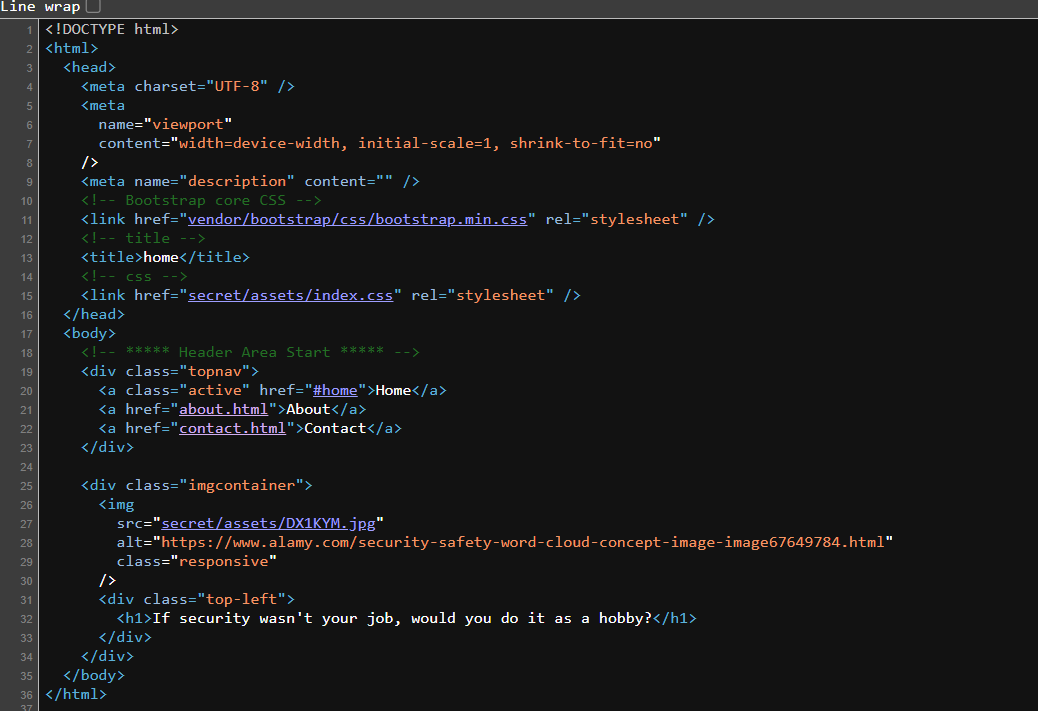 Line wrap
1 <!DOCTYPE html>
2 <html>
3   <head>
4     <meta charset="UTF-8" />
5     <meta
6       name="viewport"
7       content="width=device-width, initial-scale=1, shrink-to-fit=no"
8     />
9     <meta name="description" content="" />
10     <!-- Bootstrap core CSS -->
11     <link href="vendor/bootstrap/css/bootstrap.min.css" rel="stylesheet" />
12     <!-- title -->
13     <title>home</title>
14     <!-- css -->
15     <link href="secret/assets/index.css" rel="stylesheet" />
16   </head>
17   <body>
18     <!-- ***** Header Area Start ***** -->
19     <div class="topnav">
20       <a class="active" href="#home">Home</a>
21       <a href="about.html">About</a>
22       <a href="contact.html">Contact</a>
23     </div>
24
25     <div class="imgcontainer">
26       <img
27         src="secret/assets/DX1KYM.jpg"
28         alt="https://www.alamy.com/security-safety-word-cloud-concept-image-image67649784.html"
29         class="responsive"
30       />
31       <div class="top-left">
32         <h1>If security wasn't your job, would you do it as a hobby?</h1>
33       </div>
34     </div>
35   </body>
36 </html>
37